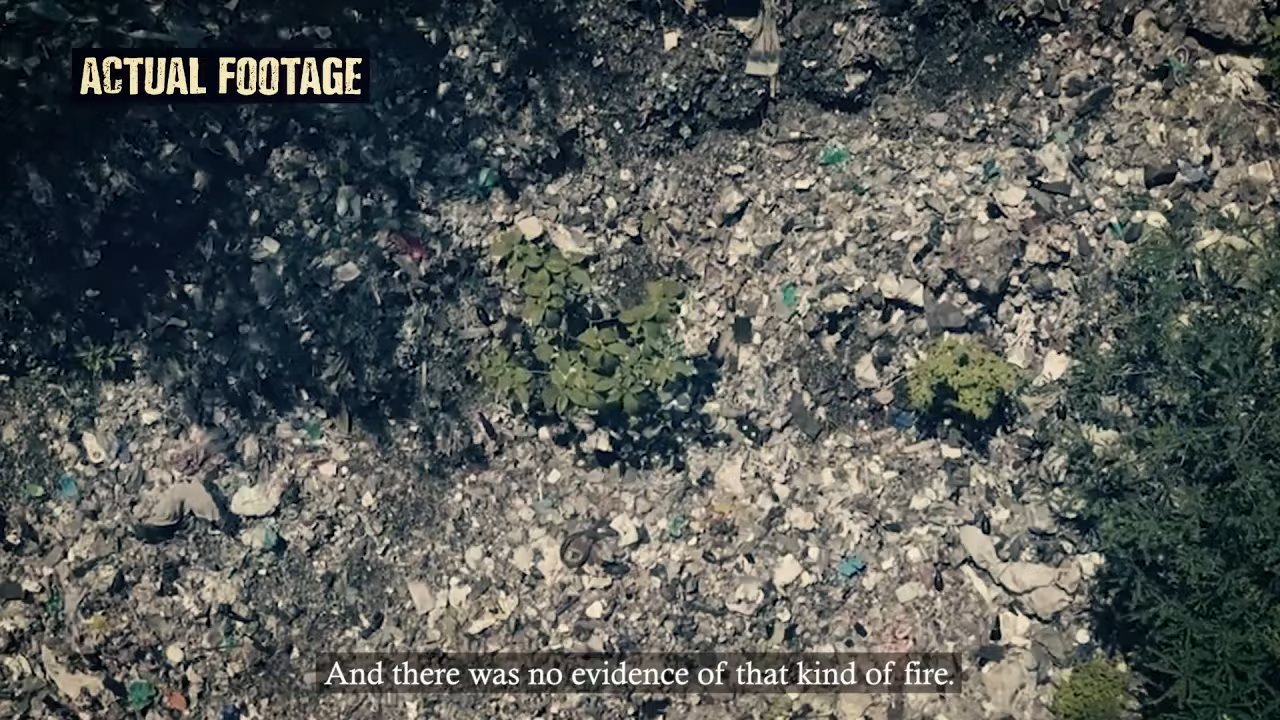 ACTUAL FOOTAGE
And there was no evidence of that kind of fire.